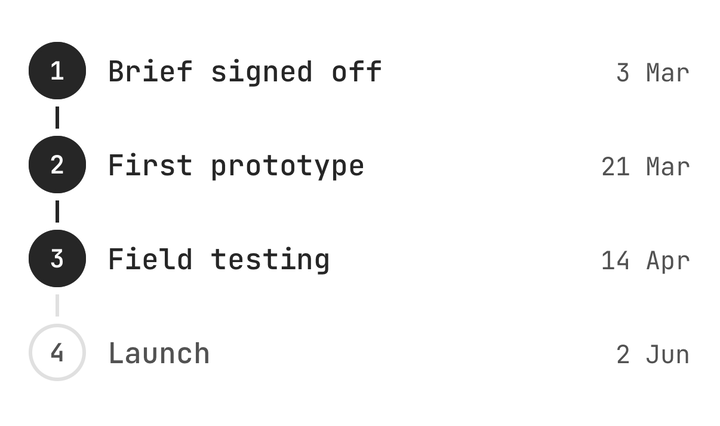 1 Brief signed off 3 Mar
2 First prototype 21 Mar
3 Field testing 14 Apr
4 Launch 2 Jun